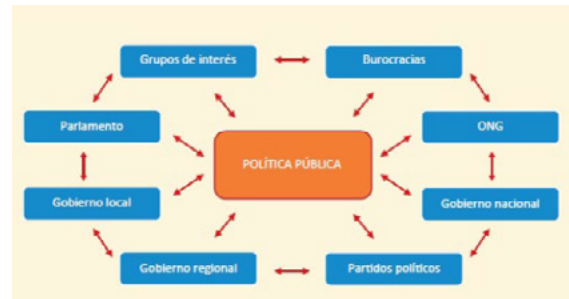 Grupos de interés
Burocracias
Parlamento
ONG
POLÍTICA PÚBLICA
Gobierno local
Gobierno nacional
Gobierno regional
Partidos políticos